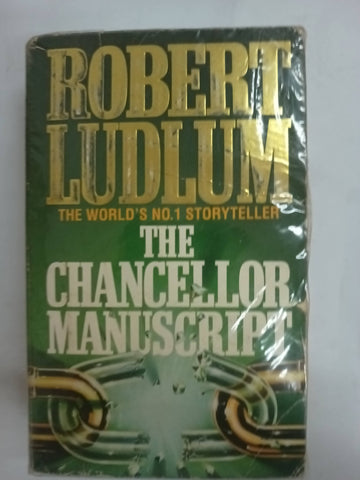 ROBERT
LUDLUM
THE WORLD'S NO.1 STORYTELLER
THE
CHANCELLOR
MANUSCRIPT